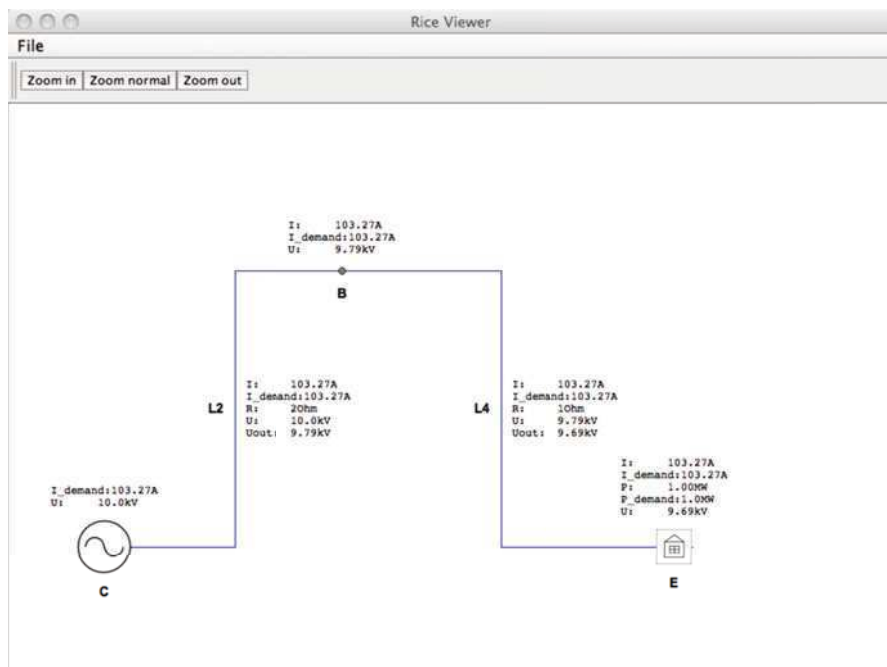 Rice Viewer
File
Zoom in Zoom normal Zoom out
I: 103.27A
I_demand:103.27A
U: 9.79kV
B
L2
I: 103.27A
I_demand:103.27A
R: 2Ohm
U: 10.0kV
Uout: 9.79kV
L4
I: 103.27A
I_demand:103.27A
R: 1Ohm
U: 9.79kV
Uout: 9.69kV
I_demand:103.27A
U: 10.0kV
C
I: 103.27A
I_demand:103.27A
P: 1.00MW
P_demand:1.0MW
U: 9.69kV
E